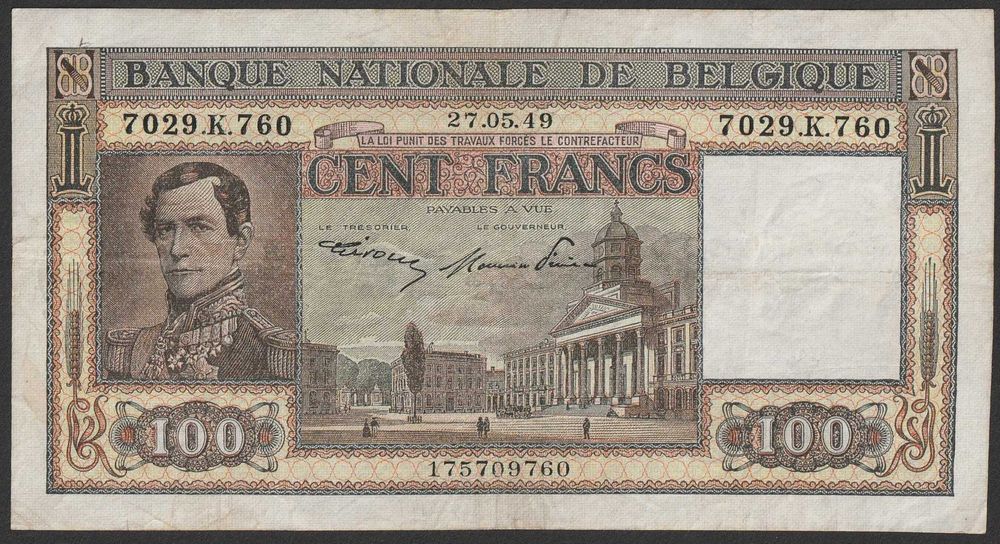 BANQUE NATIONALE DE BELGIQUE
7029.K.760 27.05.49 7029.K.760
LA LOI PUNIT DES TRAVAUX FORCÉS LE CONTREFACTEUR
CENT FRANCS
PAYABLES A VUE
LE TRÉSORIER LE GOUVERNEUR
100 100
175709760